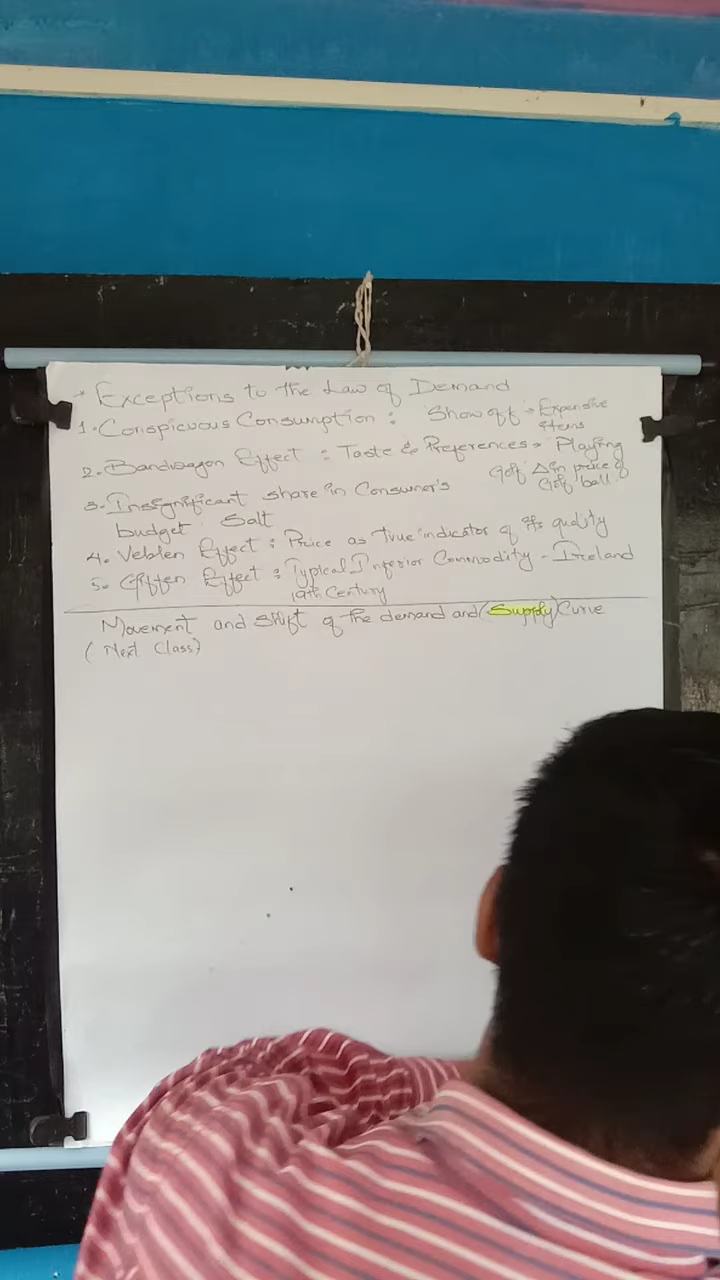 * Exceptions to the Law of Demand
1. Conspicuous Consumption : Show off → Expensive items
2. Bandwagon Effect : Taste & Preferences → Playing
Golf Δ in price of Golf ball
3. Insignificant share in Consumer's
budget Salt
4. Veblen Effect : Price as true indicator of its quality
5. Giffen Effect : Typical Inferior Commodity - Ireland
19th Century
Movement and shift of the demand and (Supply) Curve
(Next Class)